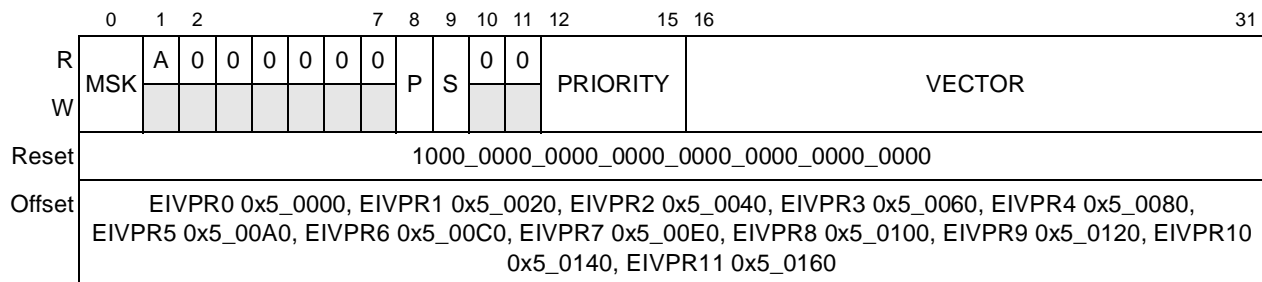 0 1 2 7 8 9 10 11 12 15 16 31
R MSK A 0 0 0 0 0 0 P S 0 0 PRIORITY VECTOR
W
Reset 1000_0000_0000_0000_0000_0000_0000_0000
Offset EIVPR0 0x5_0000, EIVPR1 0x5_0020, EIVPR2 0x5_0040, EIVPR3 0x5_0060, EIVPR4 0x5_0080,
EIVPR5 0x5_00A0, EIVPR6 0x5_00C0, EIVPR7 0x5_00E0, EIVPR8 0x5_0100, EIVPR9 0x5_0120, EIVPR10
0x5_0140, EIVPR11 0x5_0160